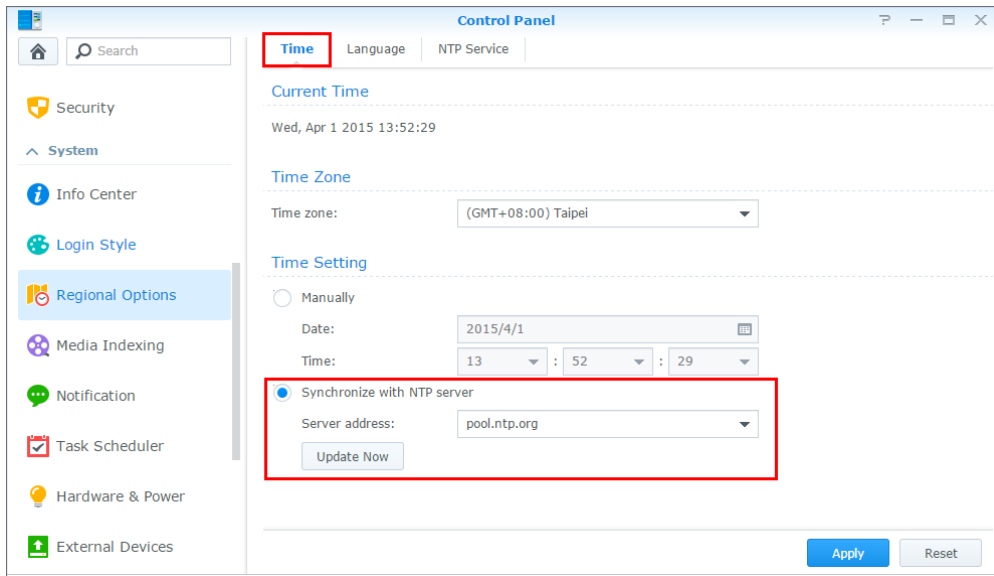 Control Panel
Search
Time Language NTP Service
Security
System
Info Center
Login Style
Regional Options
Media Indexing
Notification
Task Scheduler
Hardware & Power
External Devices
Current Time
Wed, Apr 1 2015 13:52:29
Time Zone
Time zone: (GMT+08:00) Taipei
Time Setting
Manually
Date: 2015/4/1
Time: 13 : 52 : 29
Synchronize with NTP server
Server address: pool.ntp.org
Update Now
Apply Reset